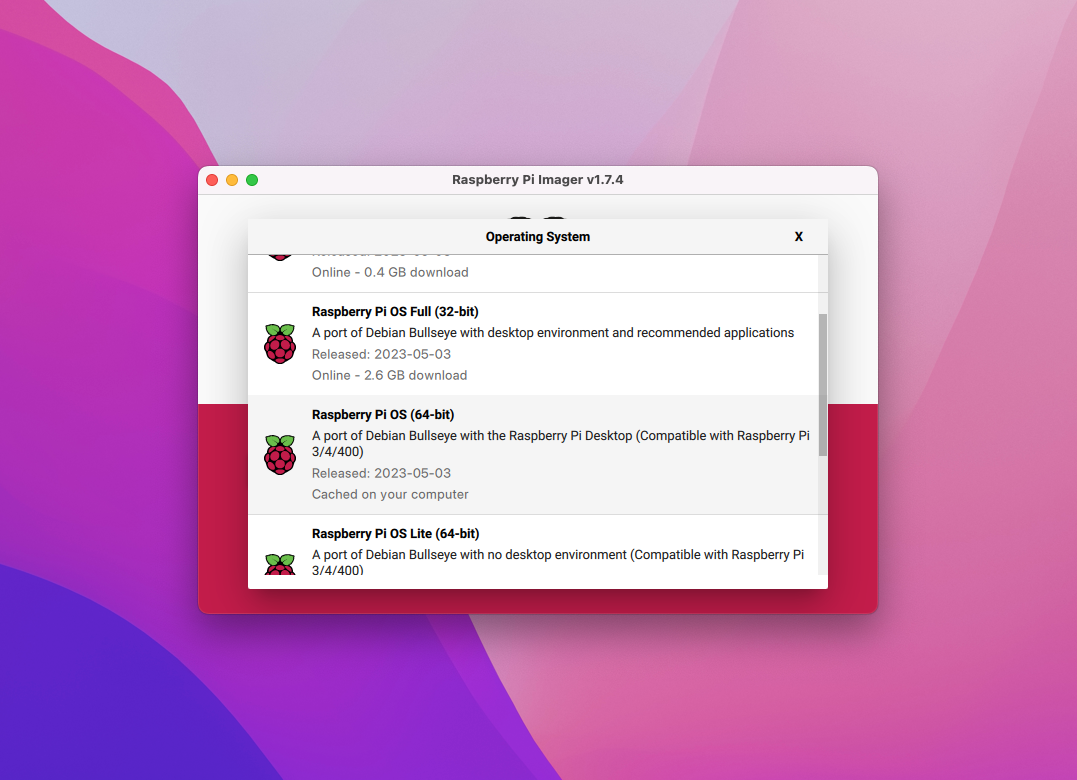 Raspberry Pi Imager v1.7.4
Operating System
X
Online - 0.4 GB download
Raspberry Pi OS Full (32-bit)
A port of Debian Bullseye with desktop environment and recommended applications
Released: 2023-05-03
Online - 2.6 GB download
Raspberry Pi OS (64-bit)
A port of Debian Bullseye with the Raspberry Pi Desktop (Compatible with Raspberry Pi
3/4/400)
Released: 2023-05-03
Cached on your computer
Raspberry Pi OS Lite (64-bit)
A port of Debian Bullseye with no desktop environment (Compatible with Raspberry Pi
3/4/400)